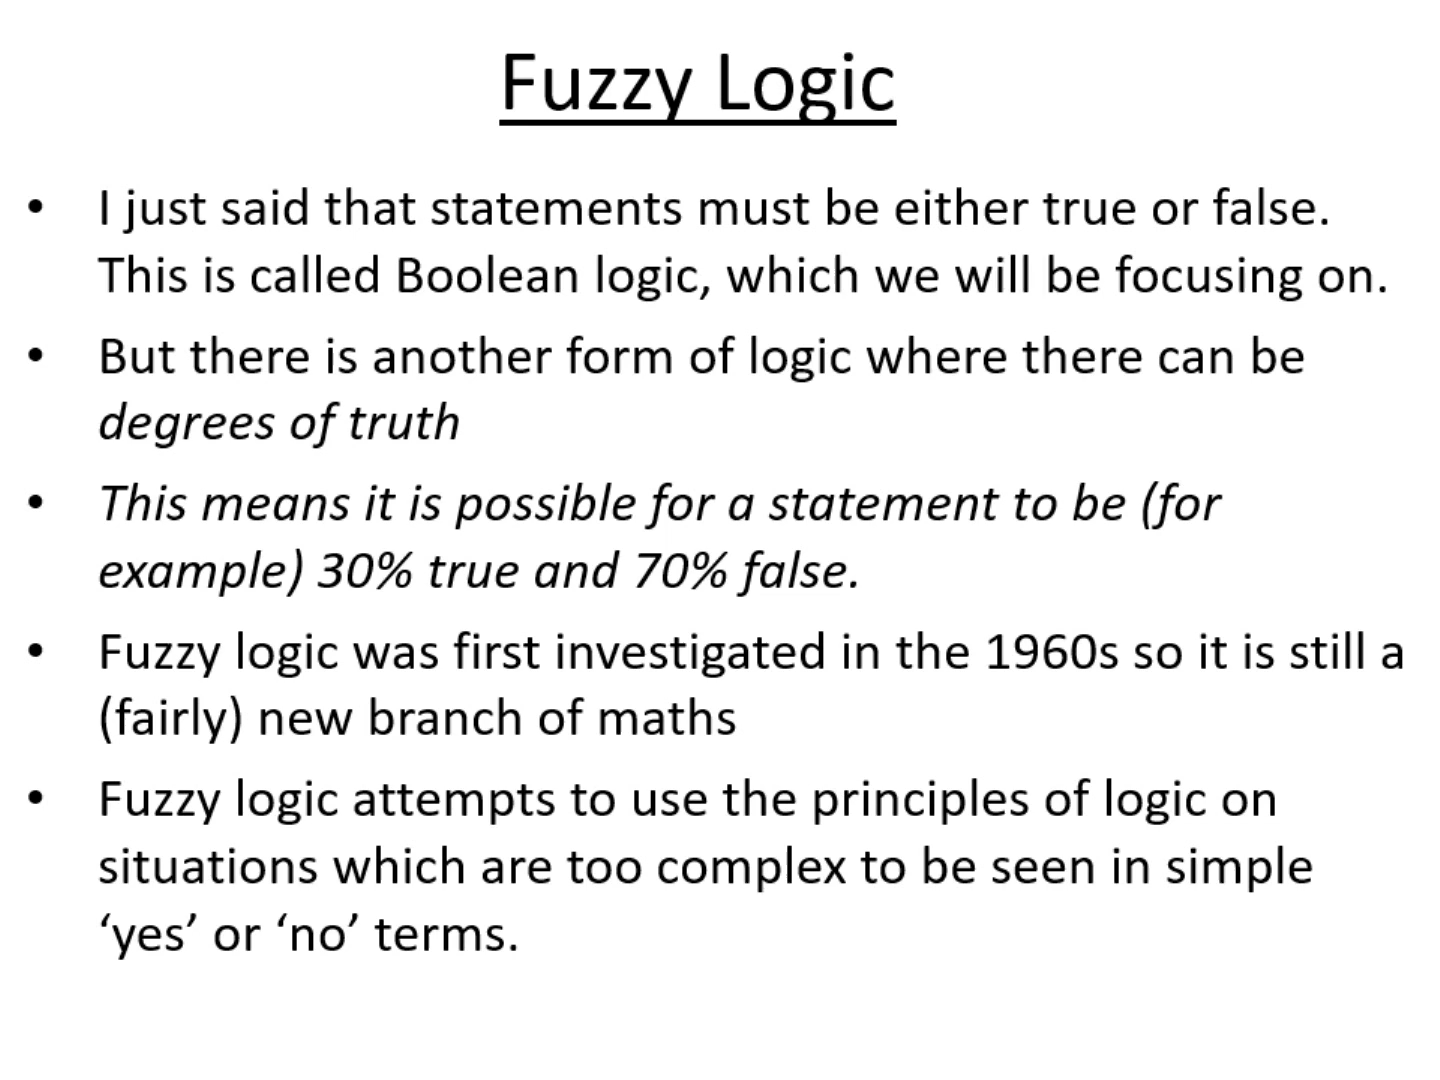 Fuzzy Logic
• I just said that statements must be either true or false.
This is called Boolean logic, which we will be focusing on.
• But there is another form of logic where there can be
degrees of truth
• This means it is possible for a statement to be (for
example) 30% true and 70% false.
• Fuzzy logic was first investigated in the 1960s so it is still a
(fairly) new branch of maths
• Fuzzy logic attempts to use the principles of logic on
situations which are too complex to be seen in simple
‘yes’ or ‘no’ terms.